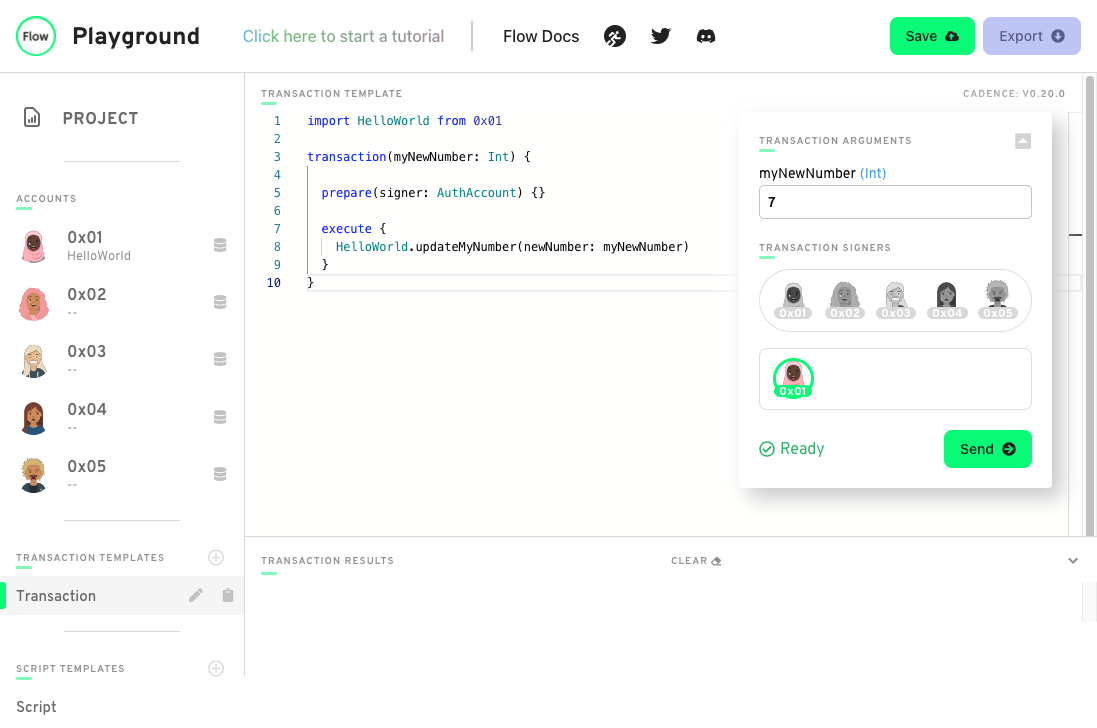 Flow Playground Click here to start a tutorial Flow Docs Save Export
PROJECT
ACCOUNTS
0x01
HelloWorld
0x02
--
0x03
--
0x04
--
0x05
--
TRANSACTION TEMPLATES
Transaction
SCRIPT TEMPLATES
Script
TRANSACTION TEMPLATE CADENCE: V0.20.0
1 import HelloWorld from 0x01
2
3 transaction(myNewNumber: Int) {
4
5 prepare(signer: AuthAccount) {}
6
7 execute {
8 HelloWorld.updateMyNumber(newNumber: myNewNumber)
9 }
10 }
TRANSACTION ARGUMENTS
myNewNumber (Int)
7
TRANSACTION SIGNERS
0x01 0x02 0x03 0x04 0x05
0x01
Ready Send
TRANSACTION RESULTS CLEAR